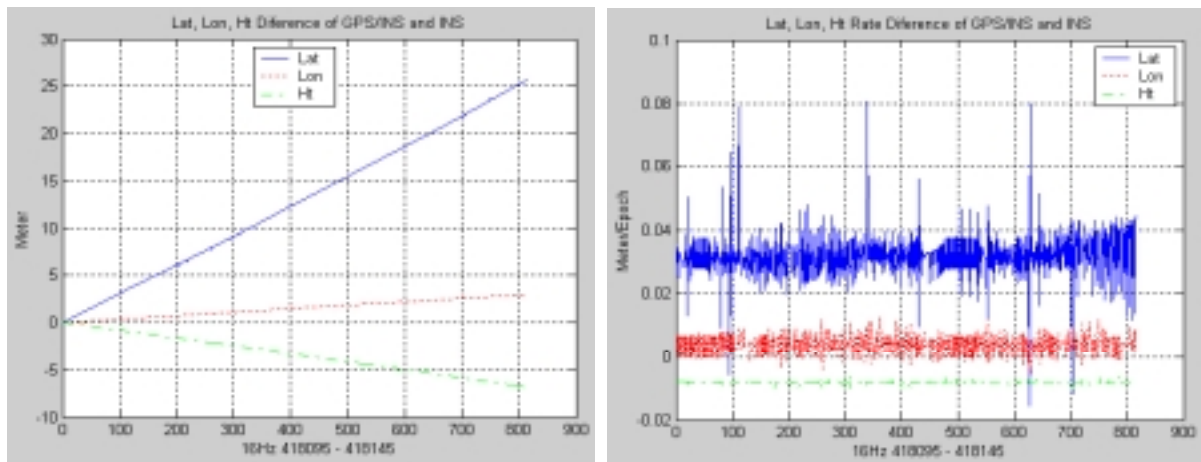 Lat, Lon, Ht Diference of GPS/INS and INS
30
25
20
15
10
5
0
-5
-10
Meter
Lat
Lon
Ht
0 100 200 300 400 500 600 700 800 900
16Hz 418095 - 418145
Lat, Lon, Ht Rate Diference of GPS/INS and INS
0.1
0.08
0.06
0.04
0.02
0
-0.02
Meter/Epoch
Lat
Lon
Ht
0 100 200 300 400 500 600 700 800 900
16Hz 418095 - 418145